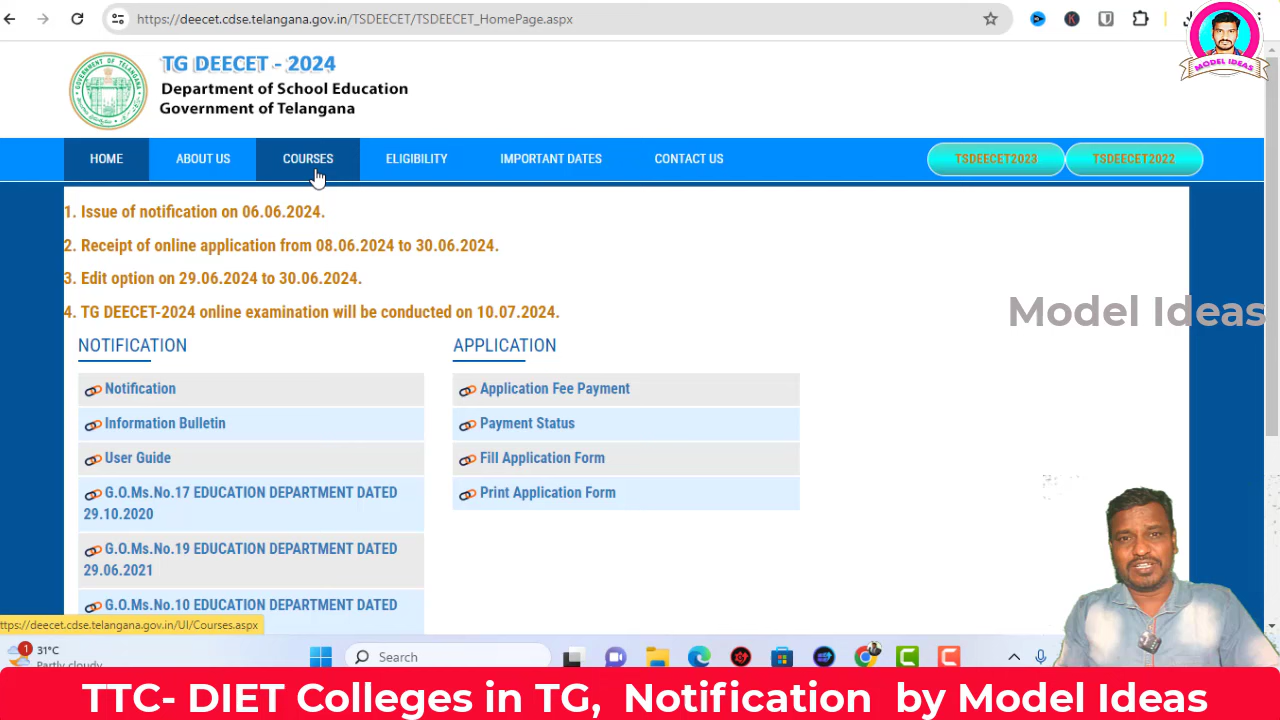 https://deecet.cdse.telangana.gov.in/TSDEECET/TSDEECET_HomePage.aspx
MODEL IDEAS
TG DEECET - 2024
Department of School Education
Government of Telangana
HOME ABOUT US COURSES ELIGIBILITY IMPORTANT DATES CONTACT US TSDEECET2023 TSDEECET2022
1. Issue of notification on 06.06.2024.
2. Receipt of online application from 08.06.2024 to 30.06.2024.
3. Edit option on 29.06.2024 to 30.06.2024.
4. TG DEECET-2024 online examination will be conducted on 10.07.2024.
Model Ideas
NOTIFICATION
Notification
Information Bulletin
User Guide
G.O.Ms.No.17 EDUCATION DEPARTMENT DATED
29.10.2020
G.O.Ms.No.19 EDUCATION DEPARTMENT DATED
29.06.2021
G.O.Ms.No.10 EDUCATION DEPARTMENT DATED
APPLICATION
Application Fee Payment
Payment Status
Fill Application Form
Print Application Form
ttps://deecet.cdse.telangana.gov.in/UI/Courses.aspx
1
31°C
Partly cloudy
Search
TTC- DIET Colleges in TG, Notification by Model Ideas